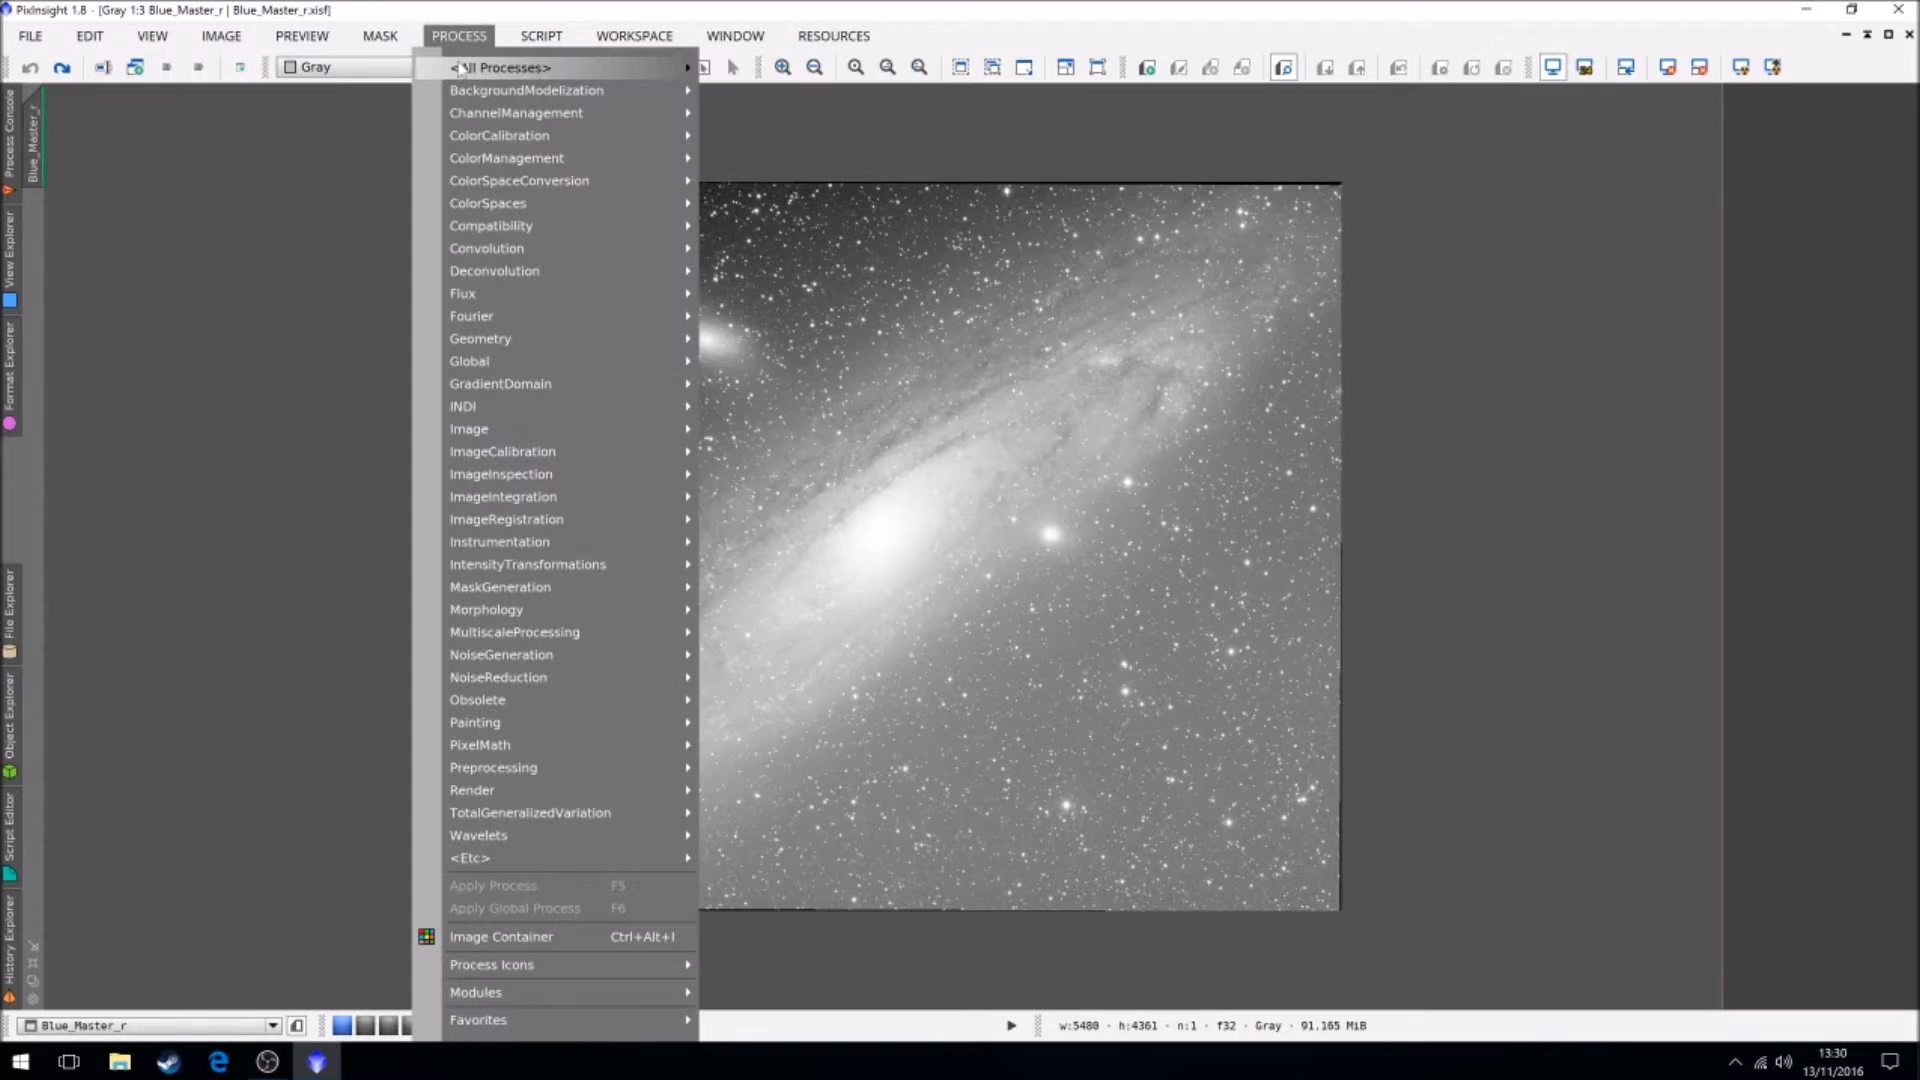 PixInsight 1.8 - [Gray 1:3 Blue_Master_r | Blue_Master_r.xisf]
FILE EDIT VIEW IMAGE PREVIEW MASK PROCESS SCRIPT WORKSPACE WINDOW RESOURCES
Gray
<All Processes>
BackgroundModelization
ChannelManagement
ColorCalibration
ColorManagement
ColorSpaceConversion
ColorSpaces
Compatibility
Convolution
Deconvolution
Flux
Fourier
Geometry
Global
GradientDomain
INDI
Image
ImageCalibration
ImageInspection
ImageIntegration
ImageRegistration
Instrumentation
IntensityTransformations
MaskGeneration
Morphology
MultiscaleProcessing
NoiseGeneration
NoiseReduction
Obsolete
Painting
PixelMath
Preprocessing
Render
TotalGeneralizedVariation
Wavelets
<Etc>
Apply Process F5
Apply Global Process F6
Image Container Ctrl+Alt+I
Process Icons
Modules
Favorites
Process Console
View Explorer
Format Explorer
File Explorer
Object Explorer
Script Editor
History Explorer
Blue_Master_r
Blue_Master_r
w:5480 · h:4361 · n:1 · f32 · Gray · 91.165 MiB
13:30
13/11/2016